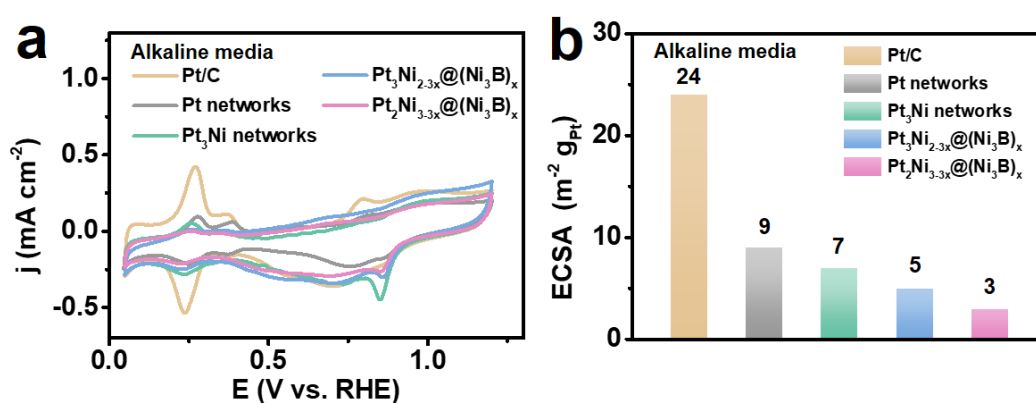 a
Alkaline media
Pt/C
Pt networks
Pt₃Ni networks
Pt₃Ni₂₋₃ₓ@(Ni₃B)ₓ
Pt₂Ni₃₋₃ₓ@(Ni₃B)ₓ
1.0
0.5
0.0
-0.5
j (mA cm⁻²)
0.0
0.5
1.0
E (V vs. RHE)
b
Alkaline media
Pt/C
Pt networks
Pt₃Ni networks
Pt₃Ni₂₋₃ₓ@(Ni₃B)ₓ
Pt₂Ni₃₋₃ₓ@(Ni₃B)ₓ
30
20
10
0
ECSA (m⁻² g_Pt)
24
9
7
5
3